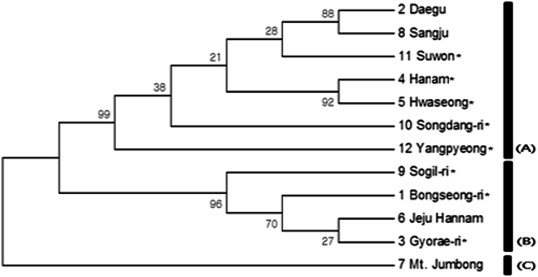 88
2 Daegu
28
8 Sangju
21
11 Suwon*
38
4 Hanam*
92
5 Hwaseong*
99
10 Songdang-ri*
12 Yangpyeong*
(A)
9 Sogil-ri*
96
1 Bongseong-ri*
70
6 Jeju Hannam
27
3 Gyorae-ri*
(B)
7 Mt. Jumbong
(C)